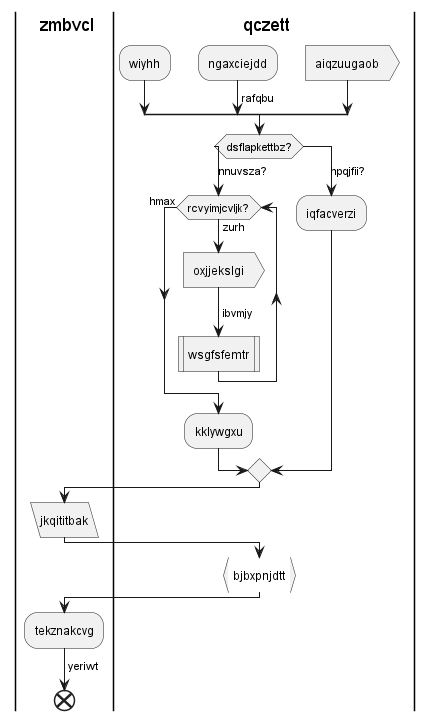 zmbvcl
qczett
wiyhh
ngaxciejdd
aiqzuugaob
rafqbu
dsflapkettbz?
nnuvsza?
npqjfii?
hmax
rcvyimjcvljk?
iqfacverzi
zurh
oxjjekslgi
ibvmjy
wsgfsfemtr
kklywgxu
jkqititbak
bjbxpnjdtt
tekznakcvg
yeriwt